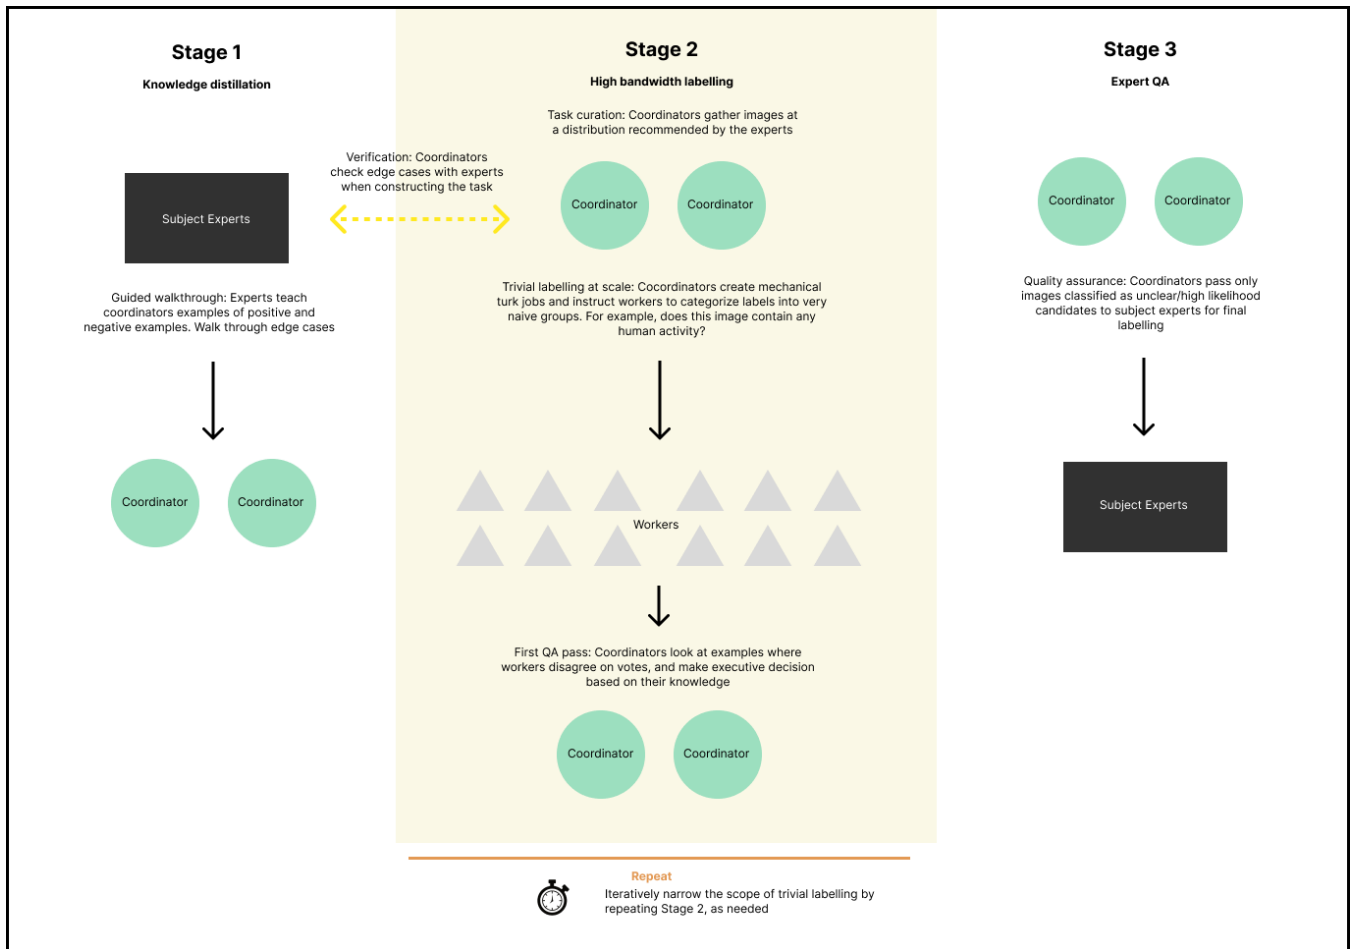 Stage 1
Knowledge distillation
Subject Experts
Guided walkthrough: Experts teach
coordinators examples of positive and
negative examples. Walk through edge cases
Coordinator
Coordinator
Verification: Coordinators
check edge cases with experts
when constructing the task
Stage 2
High bandwidth labelling
Task curation: Coordinators gather images at
a distribution recommended by the experts
Coordinator
Coordinator
Trivial labelling at scale: Cocordinators create mechanical
turk jobs and instruct workers to categorize labels into very
naive groups. For example, does this image contain any
human activity?
Workers
First QA pass: Coordinators look at examples where
workers disagree on votes, and make executive decision
based on their knowledge
Coordinator
Coordinator
Repeat
Iteratively narrow the scope of trivial labelling by
repeating Stage 2, as needed
Stage 3
Expert QA
Coordinator
Coordinator
Quality assurance: Coordinators pass only
images classified as unclear/high likelihood
candidates to subject experts for final
labelling
Subject Experts